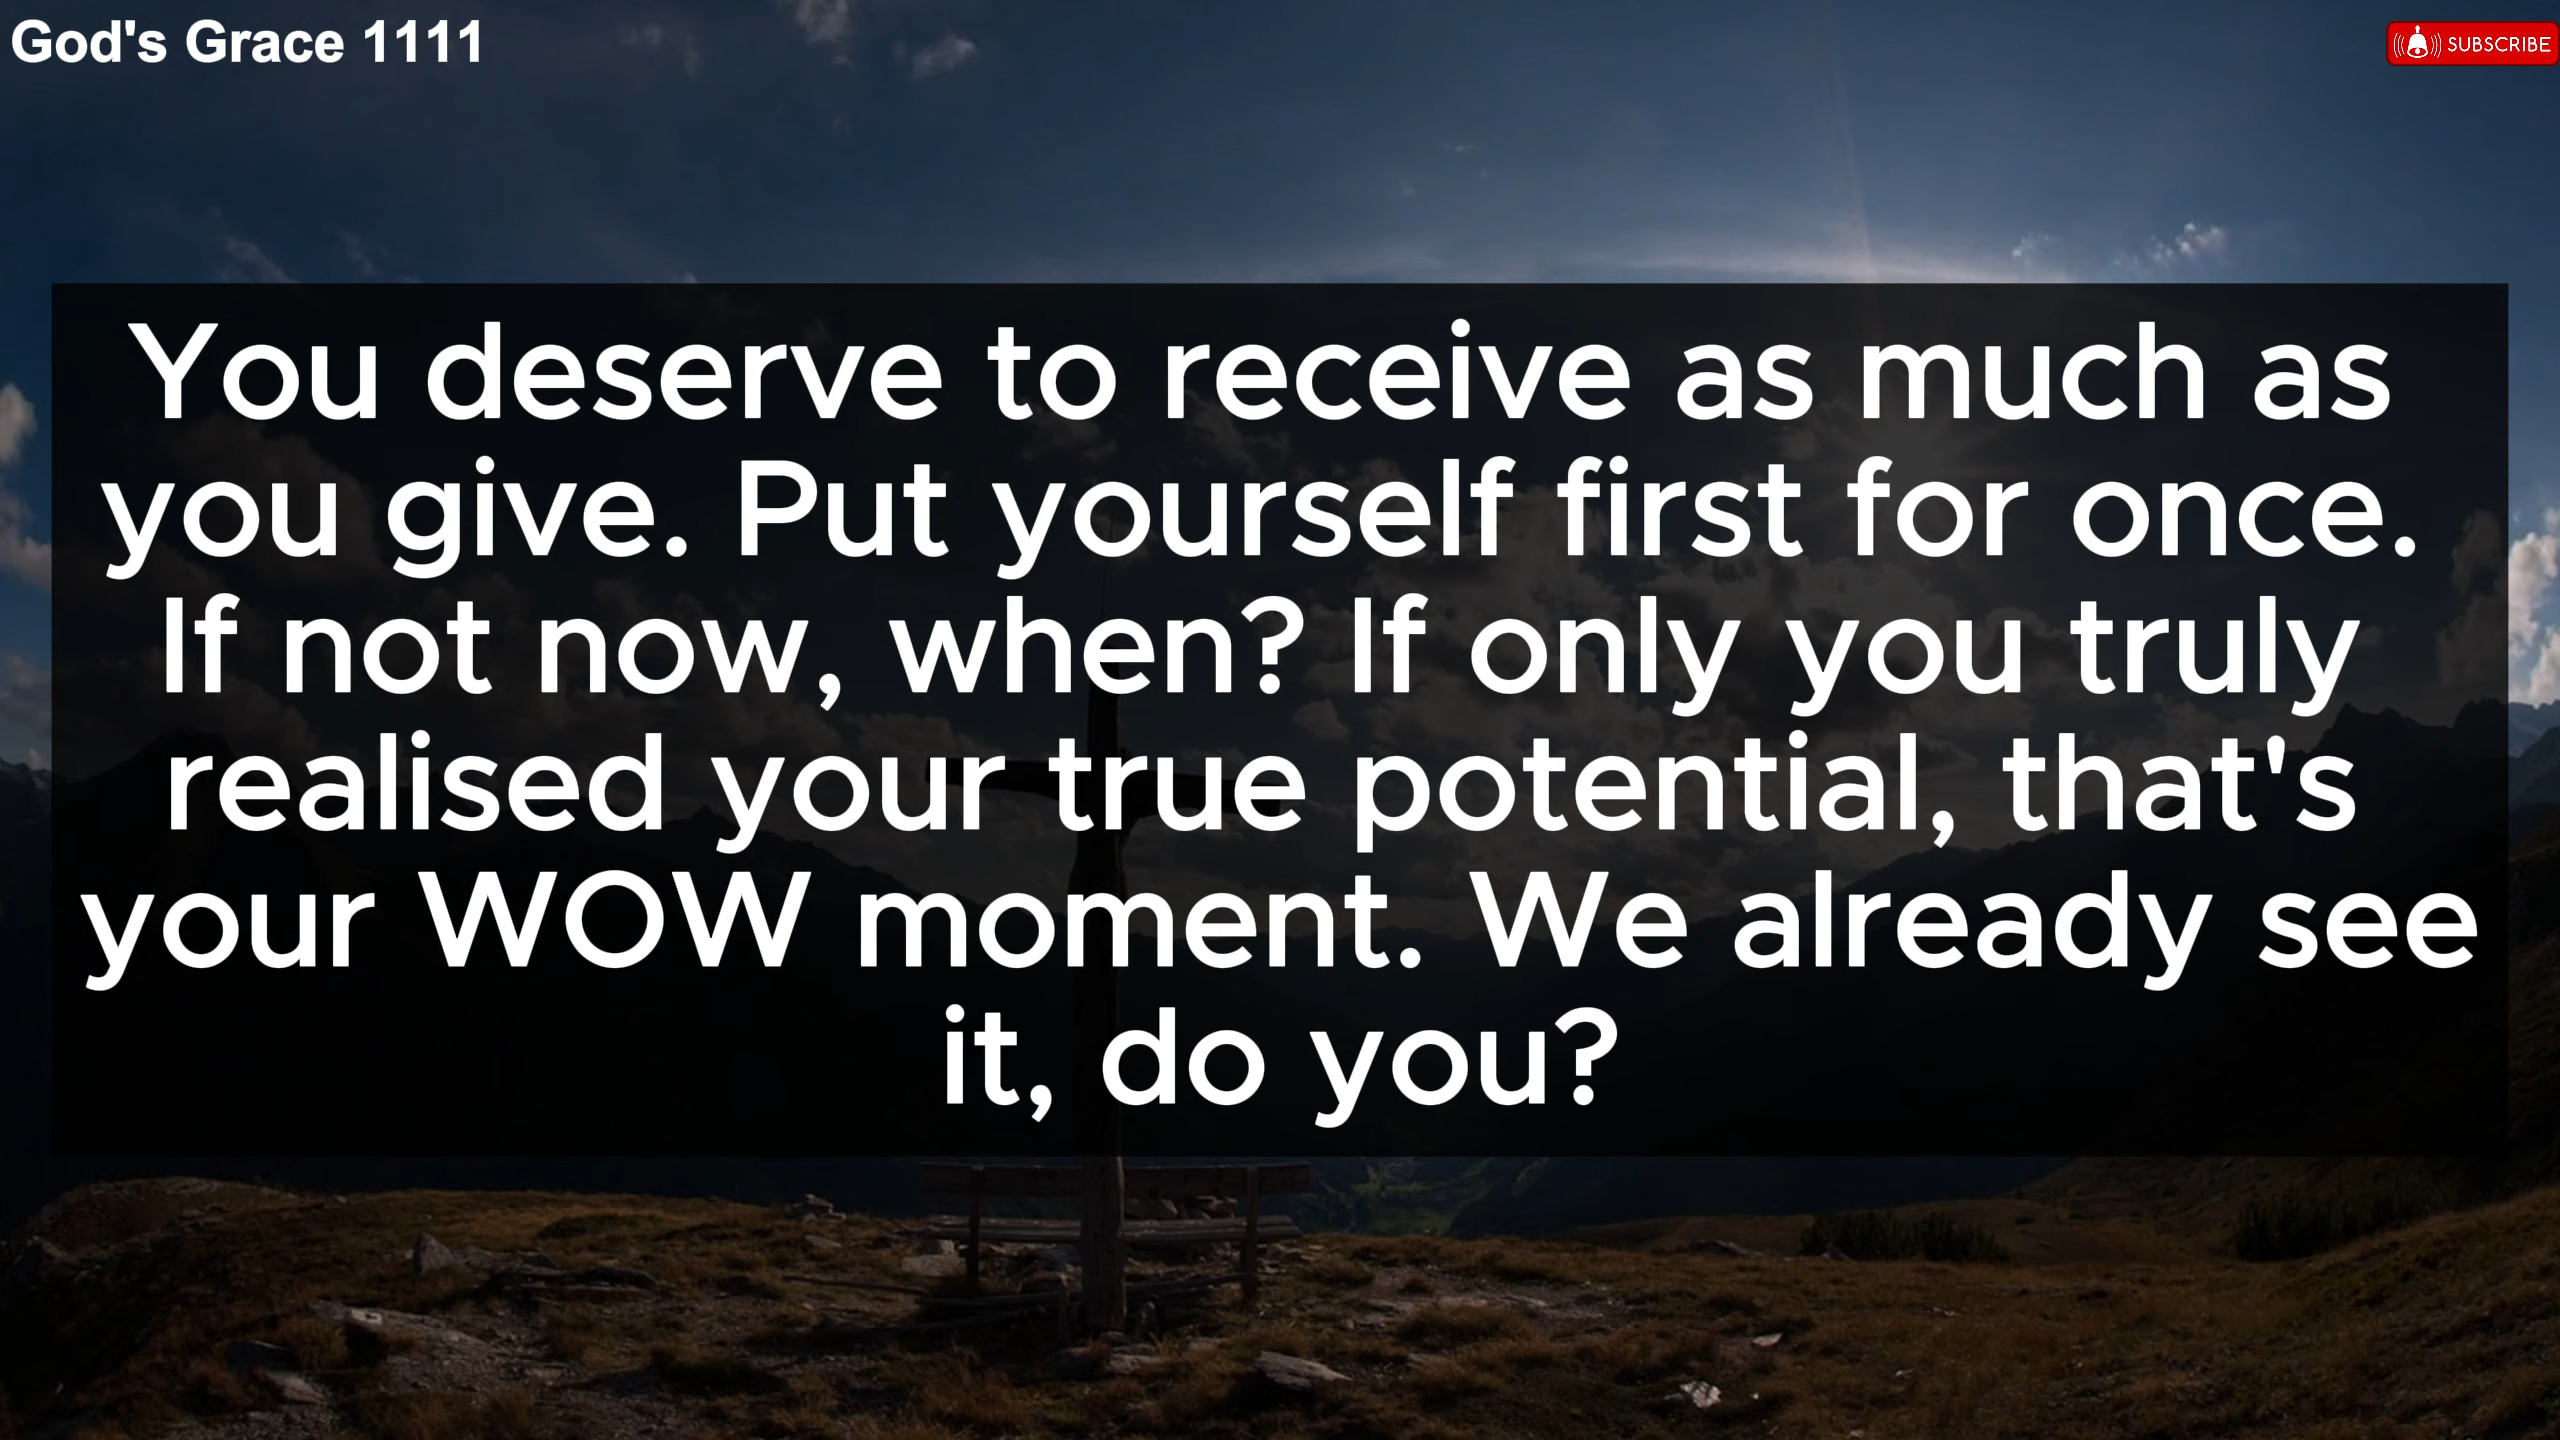 God's Grace 1111
SUBSCRIBE
You deserve to receive as much as
you give. Put yourself first for once.
If not now, when? If only you truly
realised your true potential, that's
your WOW moment. We already see
it, do you?